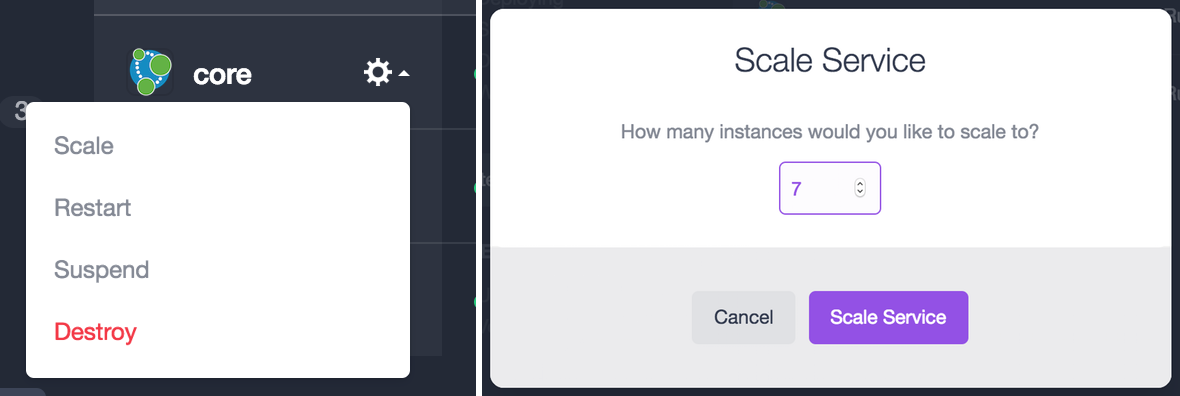 core
3
Scale
Restart
Suspend
Destroy
Deploying
Scale Service
How many instances would you like to scale to?
7
Cancel
Scale Service